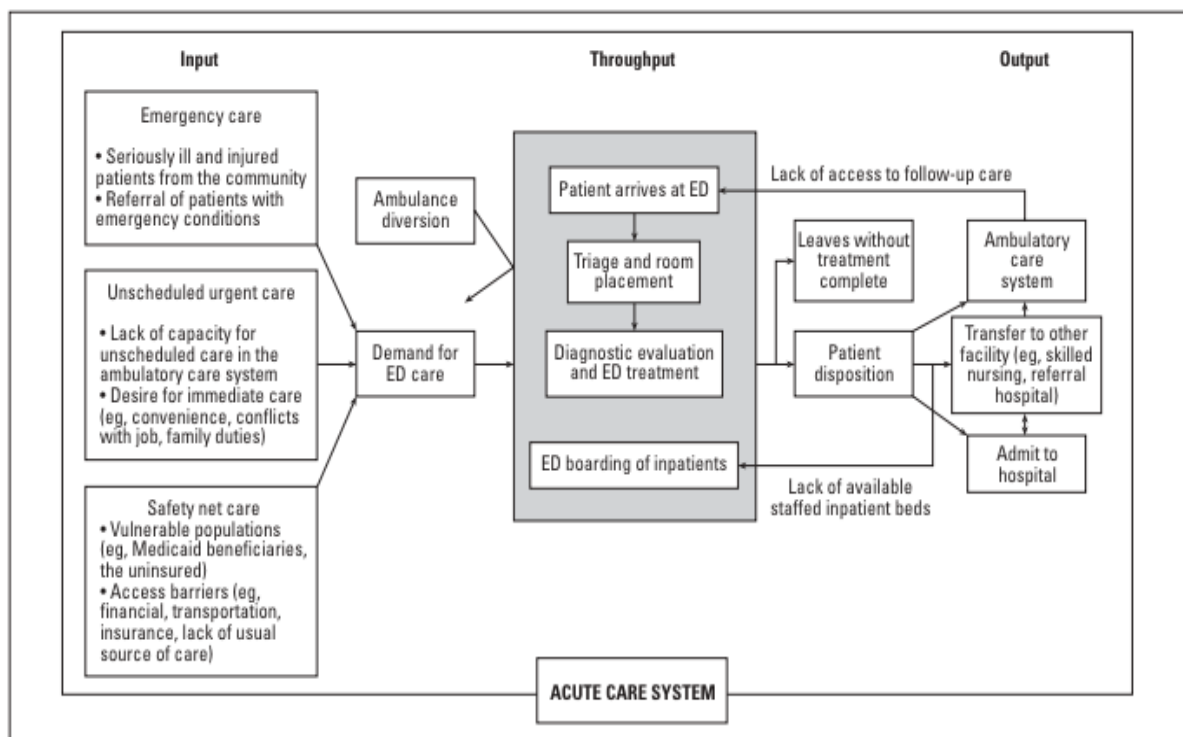 Input
Throughput
Output
Emergency care
• Seriously ill and injured
patients from the community
• Referral of patients with
emergency conditions
Unscheduled urgent care
• Lack of capacity for
unscheduled care in the
ambulatory care system
• Desire for immediate care
(eg, convenience, conflicts
with job, family duties)
Safety net care
• Vulnerable populations
(eg, Medicaid beneficiaries,
the uninsured)
• Access barriers (eg,
financial, transportation,
insurance, lack of usual
source of care)
Ambulance
diversion
Demand for
ED care
Patient arrives at ED
Triage and room
placement
Diagnostic evaluation
and ED treatment
ED boarding of inpatients
Lack of access to follow-up care
Leaves without
treatment
complete
Patient
disposition
Lack of available
staffed inpatient beds
Ambulatory
care
system
Transfer to other
facility (eg, skilled
nursing, referral
hospital)
Admit to
hospital
ACUTE CARE SYSTEM